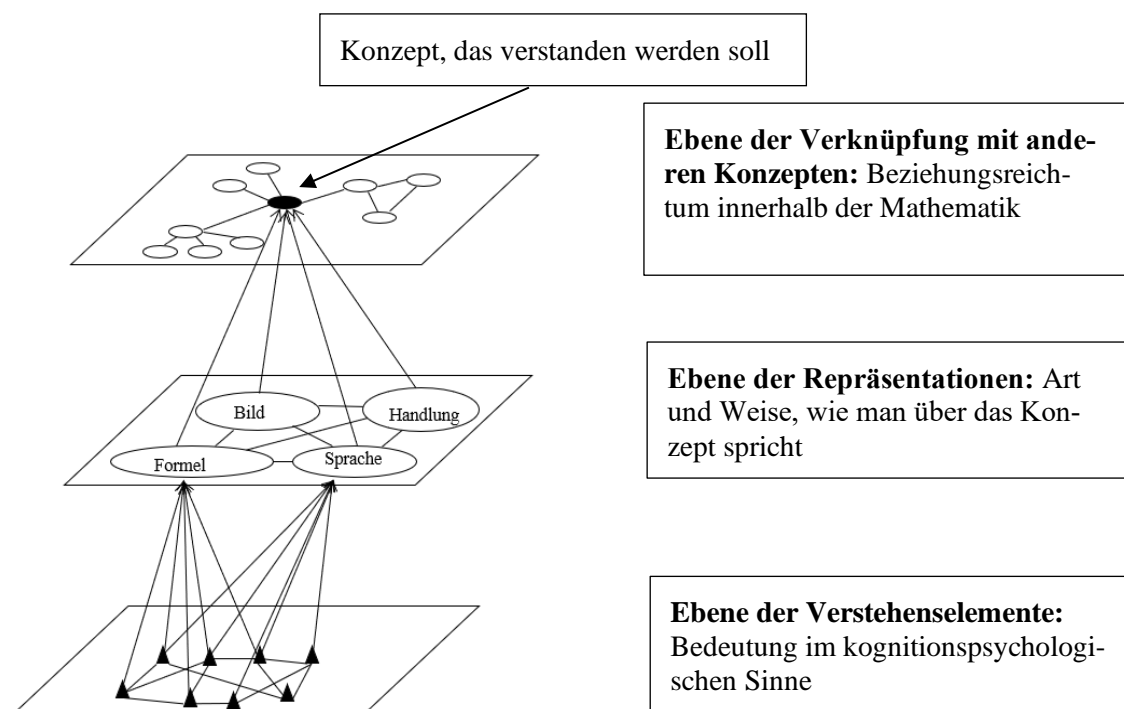 Konzept, das verstanden werden soll
Ebene der Verknüpfung mit ande-
ren Konzepten: Beziehungsreich-
tum innerhalb der Mathematik
Ebene der Repräsentationen: Art
und Weise, wie man über das Kon-
zept spricht
Bild
Handlung
Formel
Sprache
Ebene der Verstehenselemente:
Bedeutung im kognitionspsychologi-
schen Sinne